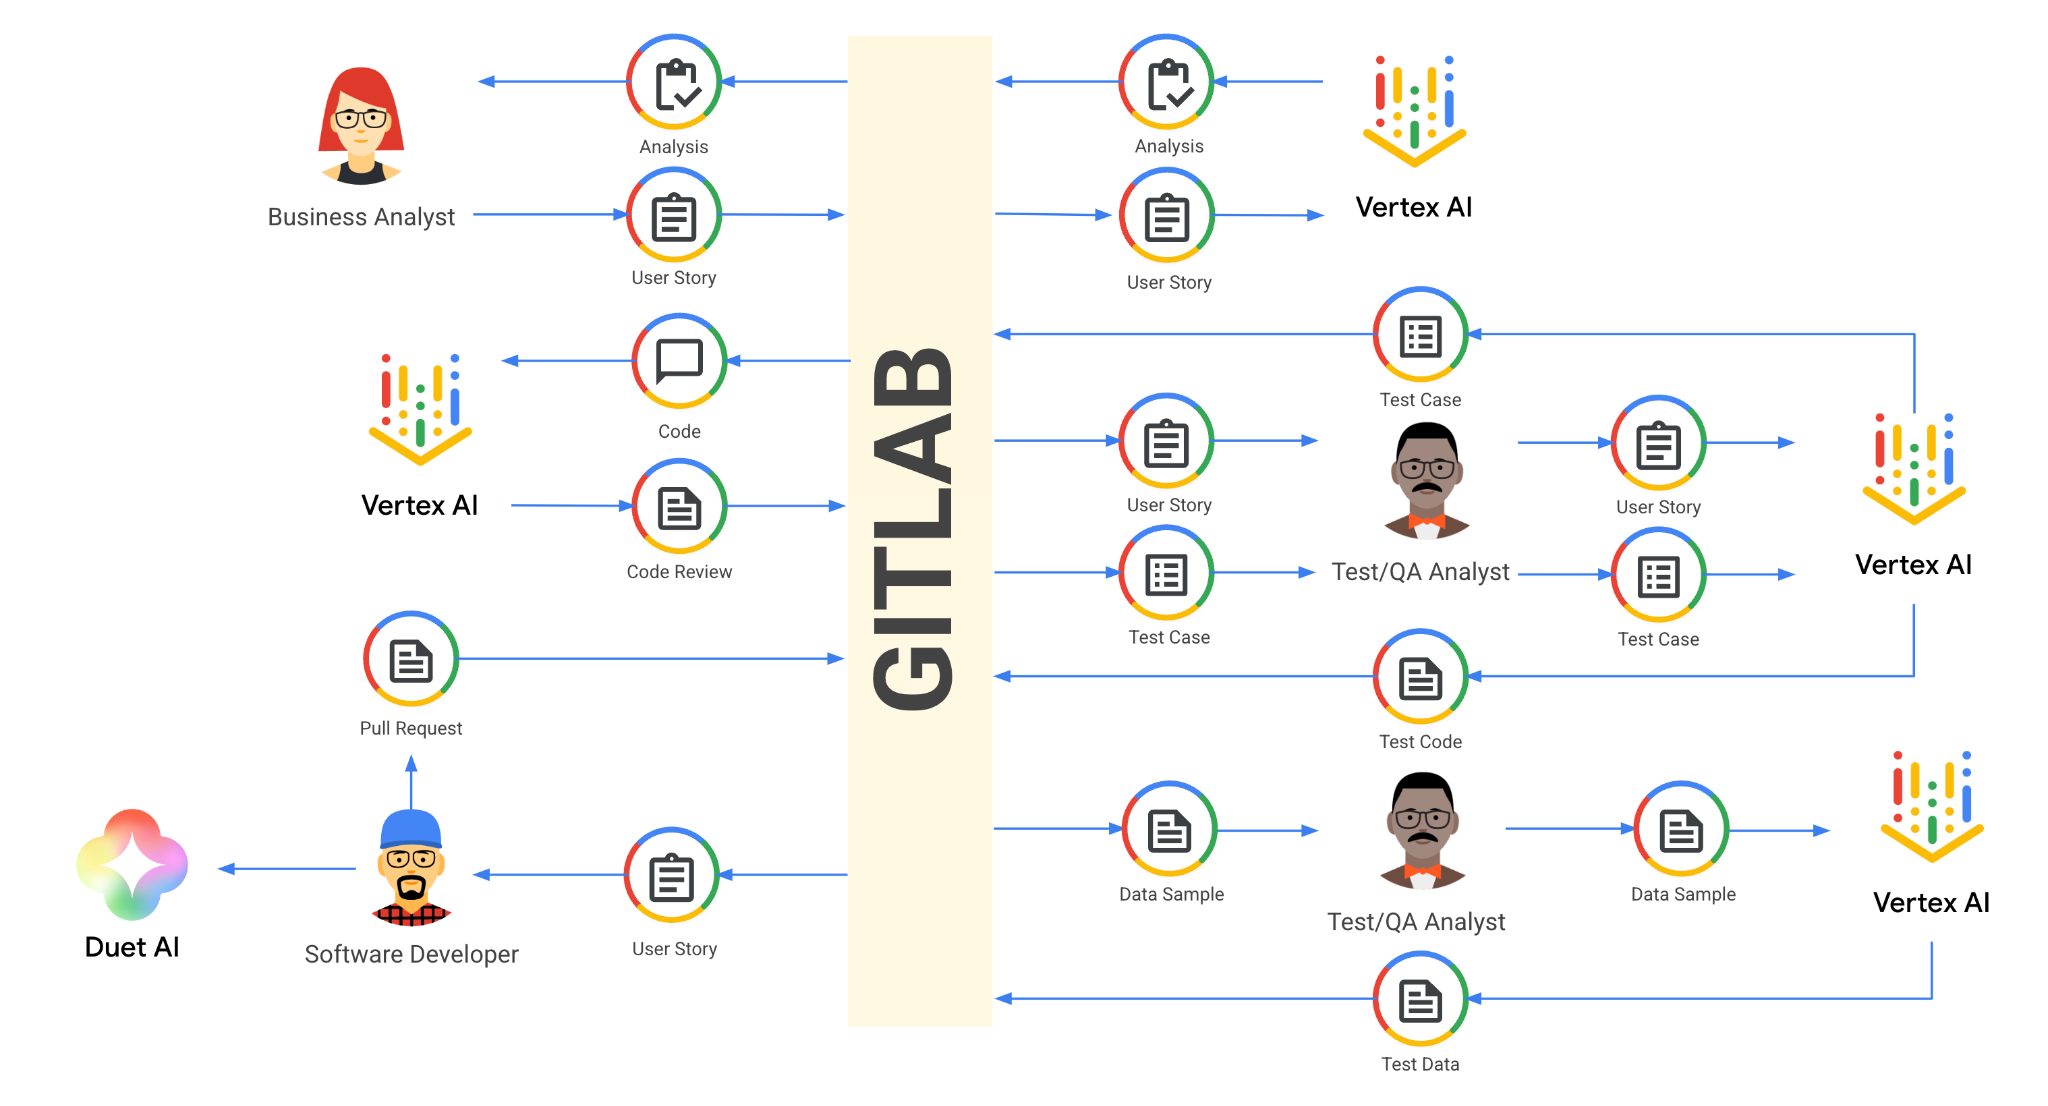 Analysis
Analysis
Business Analyst
Vertex AI
User Story
User Story
Test Case
Code
Vertex AI
User Story
User Story
GITLAB
Code Review
Test/QA Analyst
Vertex AI
Test Case
Test Case
Pull Request
Test Code
Data Sample
Data Sample
Test/QA Analyst
Vertex AI
Duet AI
Software Developer
User Story
Test Data